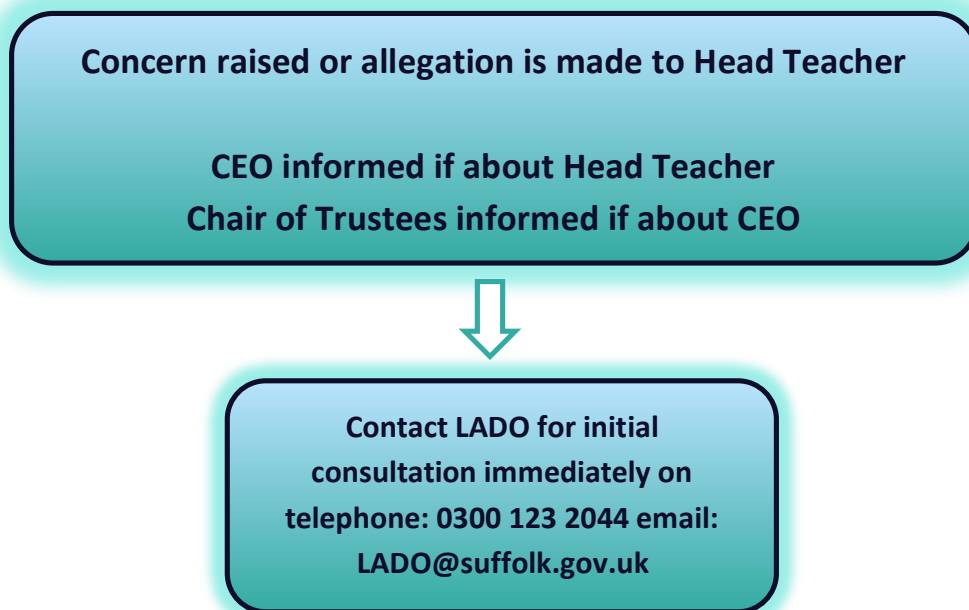 Concern raised or allegation is made to Head Teacher
CEO informed if about Head Teacher
Chair of Trustees informed if about CEO
Contact LADO for initial
consultation immediately on
telephone: 0300 123 2044 email:
LADO@suffolk.gov.uk